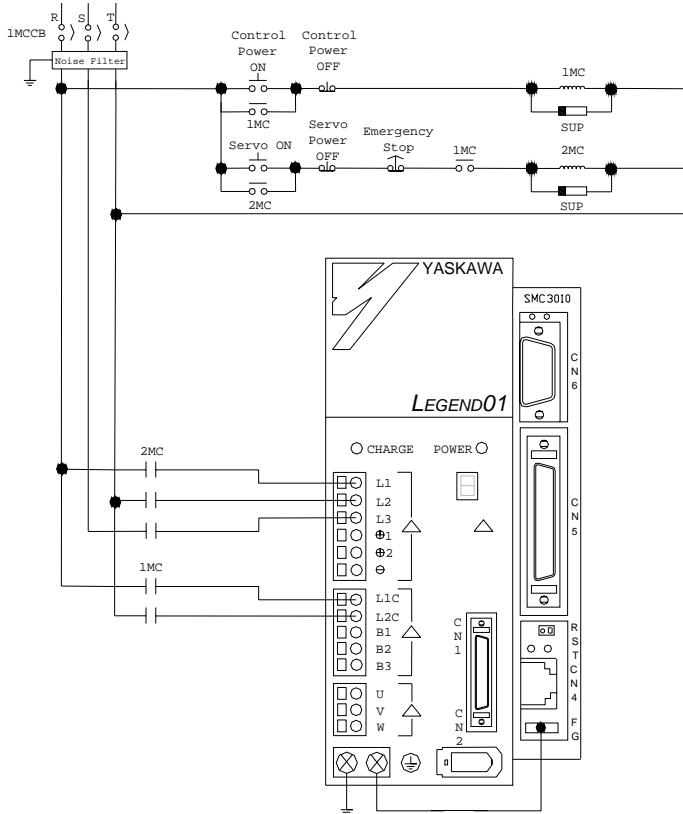 R S T
1MCCB
Noise Filter
Control Power ON
Control Power OFF
1MC
1MC
SUP
Servo ON
Servo Power OFF
Emergency Stop
1MC
2MC
2MC
SUP
YASKAWA
SMC3010
CN6
LEGEND01
CHARGE POWER
2MC
L1
L2
L3
1
2
CN5
1MC
L1C
L2C
B1
B2
B3
CN1
RST
CN4
U
V
W
CN2
FG